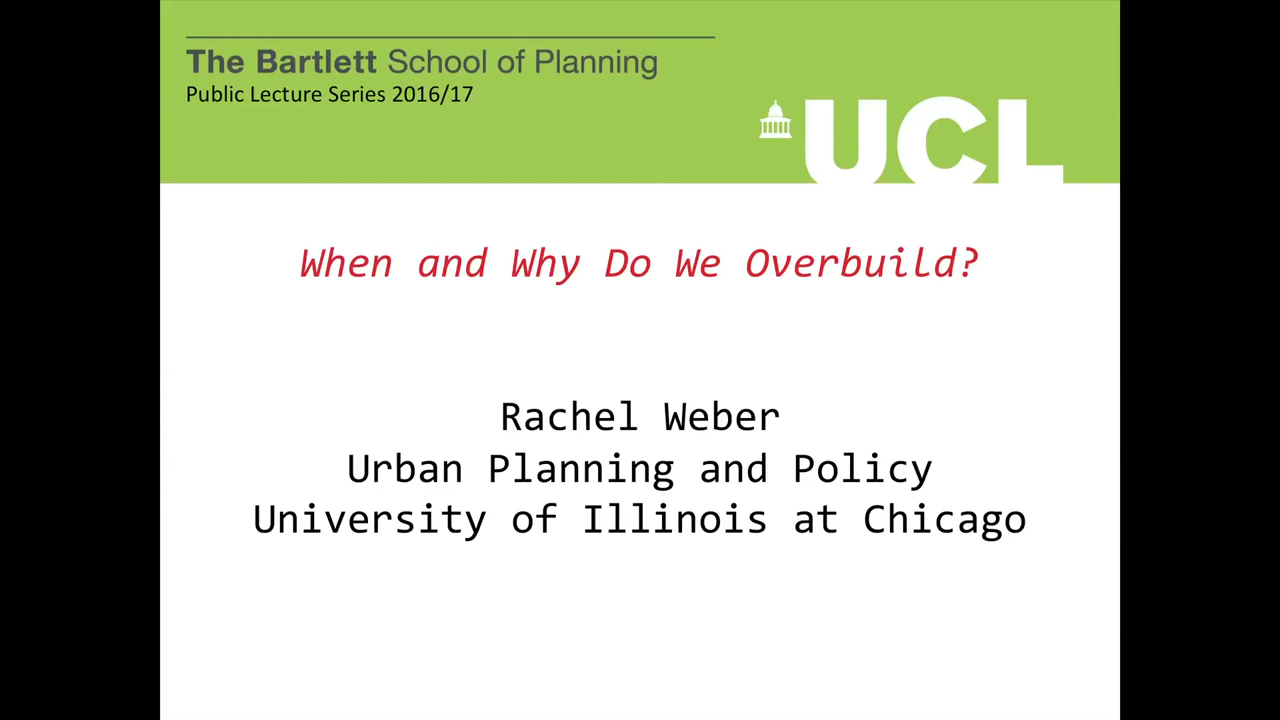 The Bartlett School of Planning
Public Lecture Series 2016/17
UCL
When and Why Do We Overbuild?
Rachel Weber
Urban Planning and Policy
University of Illinois at Chicago